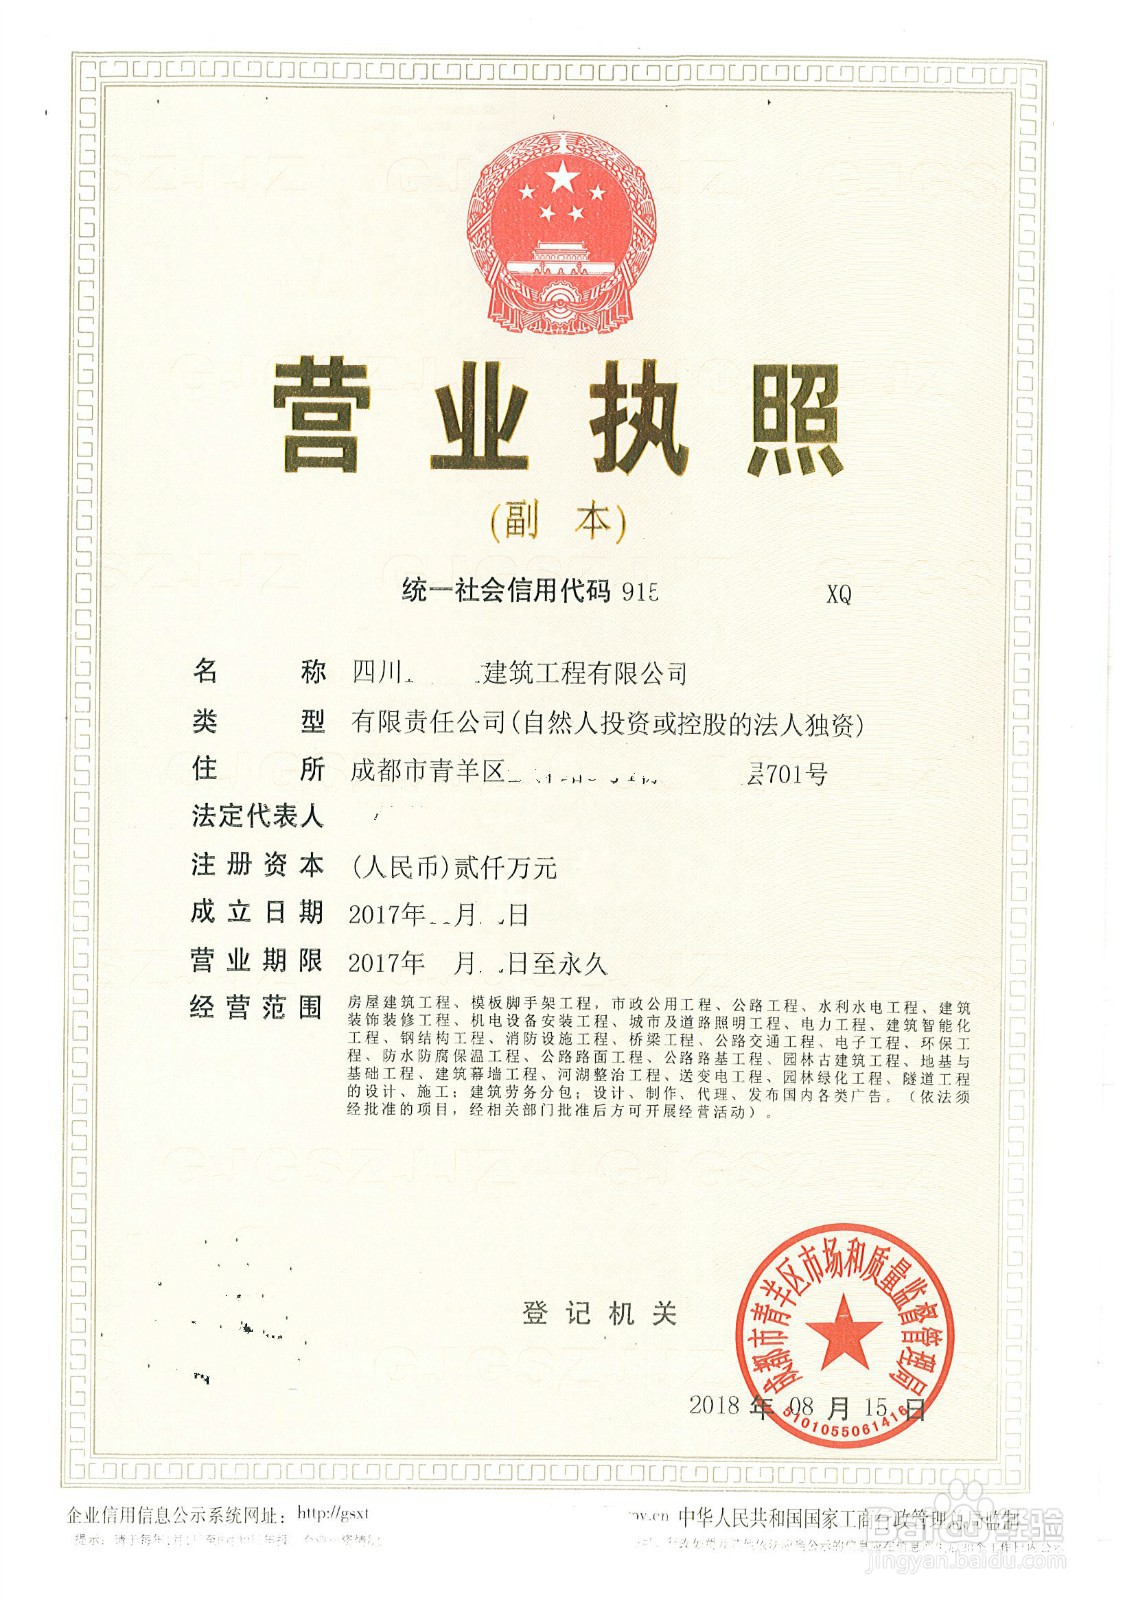 营业执照
(副 本)
统一社会信用代码 915 XQ
名 称 四川 建筑工程有限公司
类 型 有限责任公司(自然人投资或控股的法人独资)
住 所 成都市青羊区 层701号
法定代表人
注册资本 (人民币)贰仟万元
成立日期 2017年 月 日
营业期限 2017年 月 日至永久
经营范围 房屋建筑工程、模板脚手架工程，市政公用工程、公路工程、水利水电工程、建筑
装饰装修工程、机电设备安装工程、城市及道路照明工程、电力工程、建筑智能化
工程、钢结构工程、消防设施工程、桥梁工程、公路交通工程、电子工程、环保工
程、防水防腐保温工程、公路路面工程、公路路基工程、园林古建筑工程、地基与
基础工程、建筑幕墙工程、河湖整治工程、送变电工程、园林绿化工程、隧道工程
的设计、施工；建筑劳务分包；设计、制作、代理、发布国内各类广告。（依法须
经批准的项目，经相关部门批准后方可开展经营活动）。
成都市青羊区市场和质量监督管理局
登记机关
2018 年 08 月 15 日
5101055061416
企业信用信息公示系统网址：http://gsxt ov.cn 中华人民共和国国家工商行政管理总局监制
Baidu经验
jingyan.baidu.com